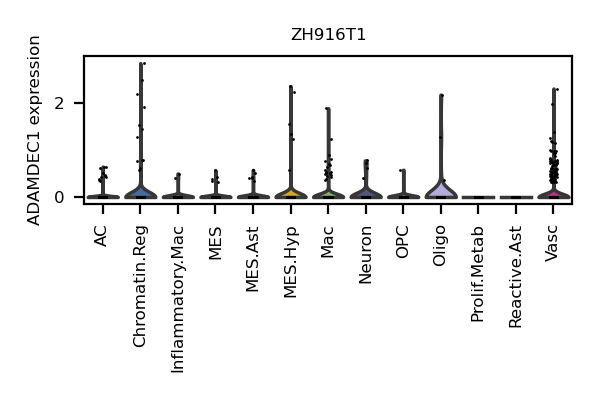 ZH916T1
ADAMDEC1 expression
2
0
AC
Chromatin.Reg
Inflammatory.Mac
MES
MES.Ast
MES.Hyp
Mac
Neuron
OPC
Oligo
Prolif.Metab
Reactive.Ast
Vasc